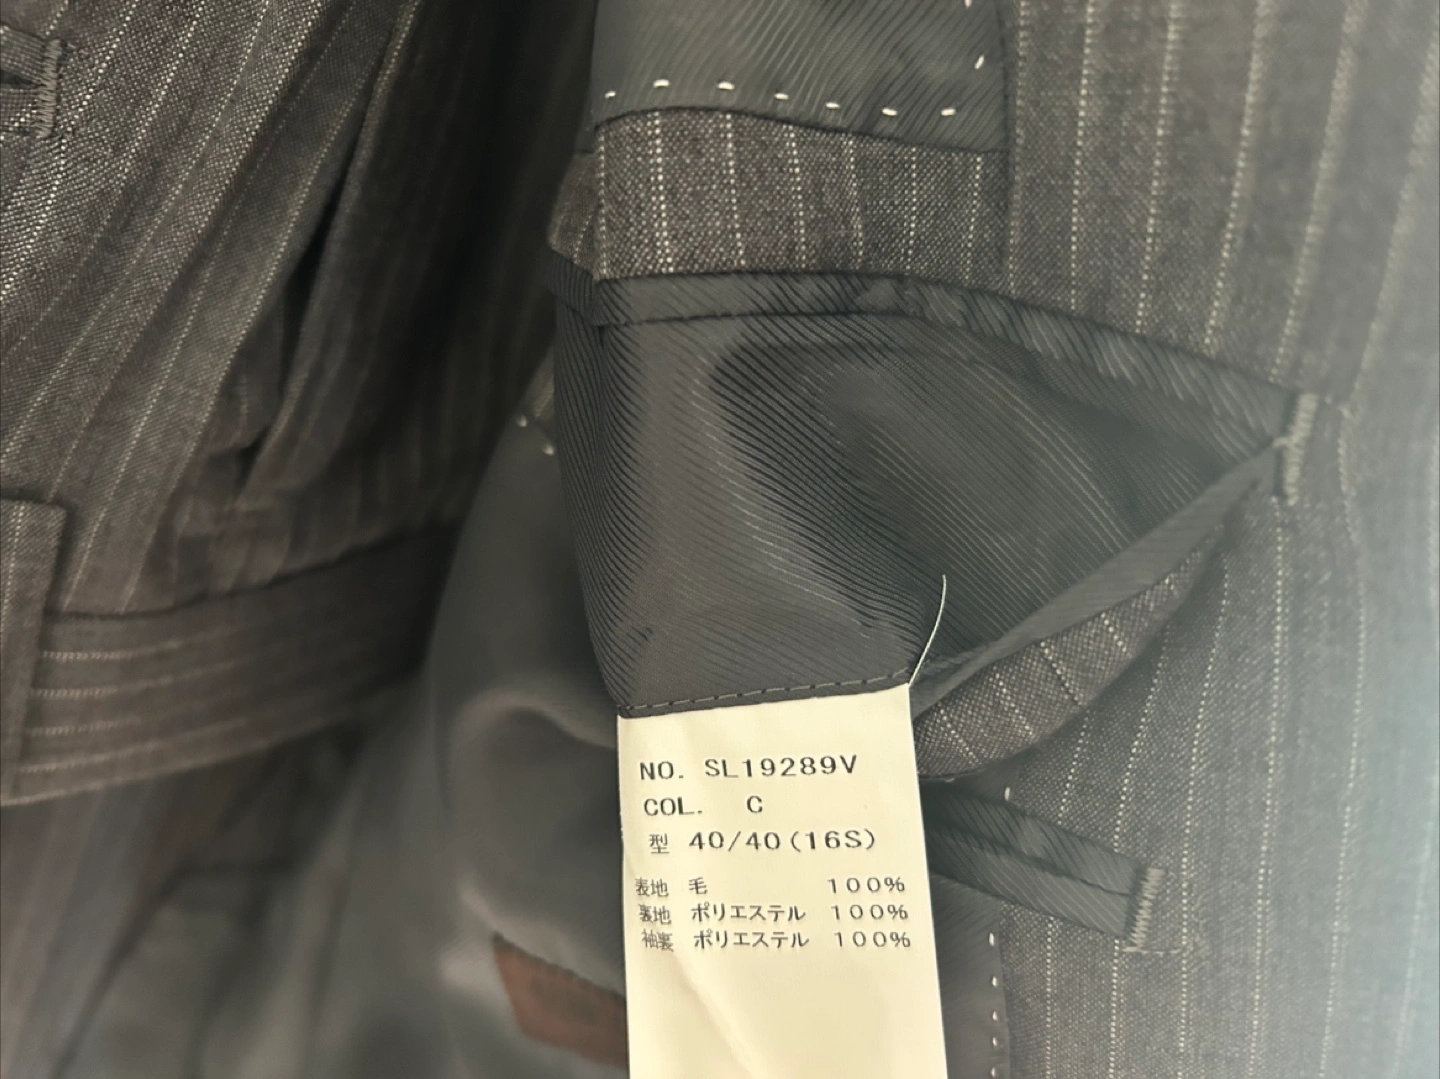 NO. SL19289V
COL. C
型 40/40(16S)
表地 毛 100%
裏地 ポリエステル 100%
袖裏 ポリエステル 100%